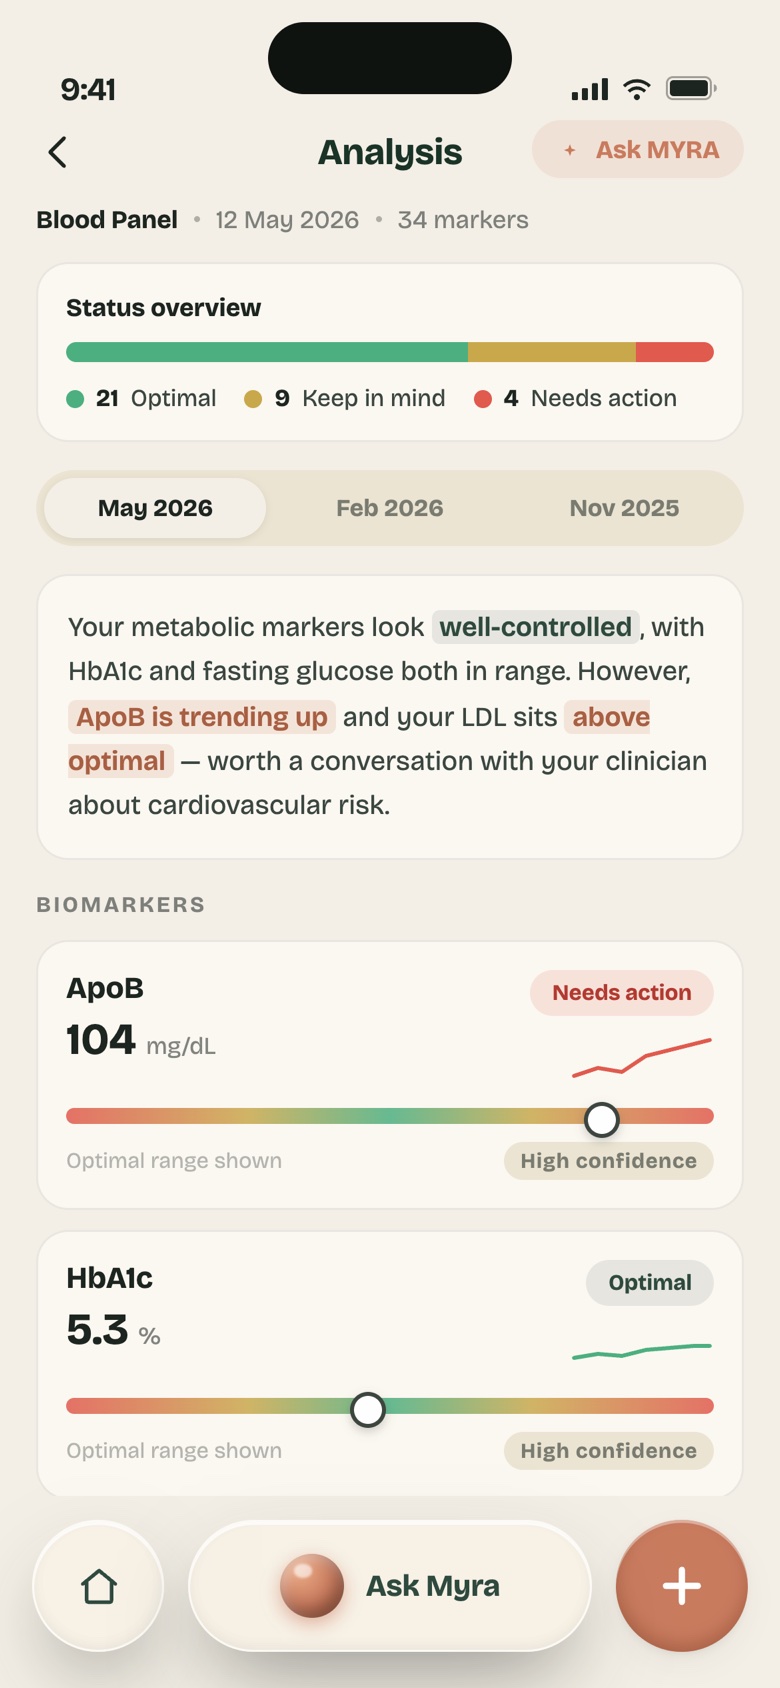 9:41
Analysis
Ask MYRA
Blood Panel • 12 May 2026 • 34 markers
Status overview
21 Optimal 9 Keep in mind 4 Needs action
May 2026 Feb 2026 Nov 2025
Your metabolic markers look well-controlled, with
HbA1c and fasting glucose both in range. However,
ApoB is trending up and your LDL sits above
optimal — worth a conversation with your clinician
about cardiovascular risk.
BIOMARKERS
ApoB
Needs action
104 mg/dL
Optimal range shown
High confidence
HbA1c
Optimal
5.3 %
Optimal range shown
High confidence
Ask Myra